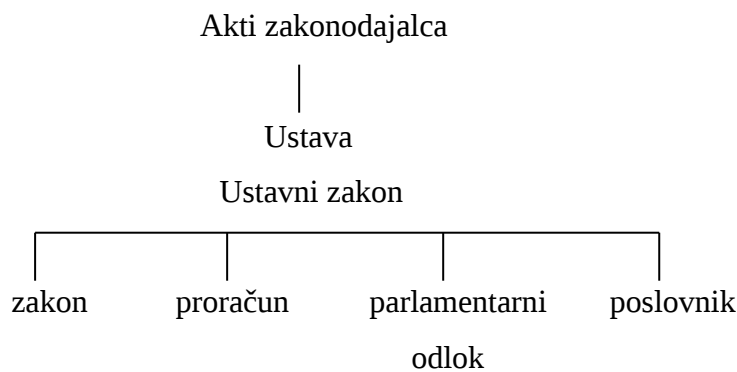 Akti zakonodajalca
Ustava
Ustavni zakon
zakon
proračun
parlamentarni
odlok
poslovnik